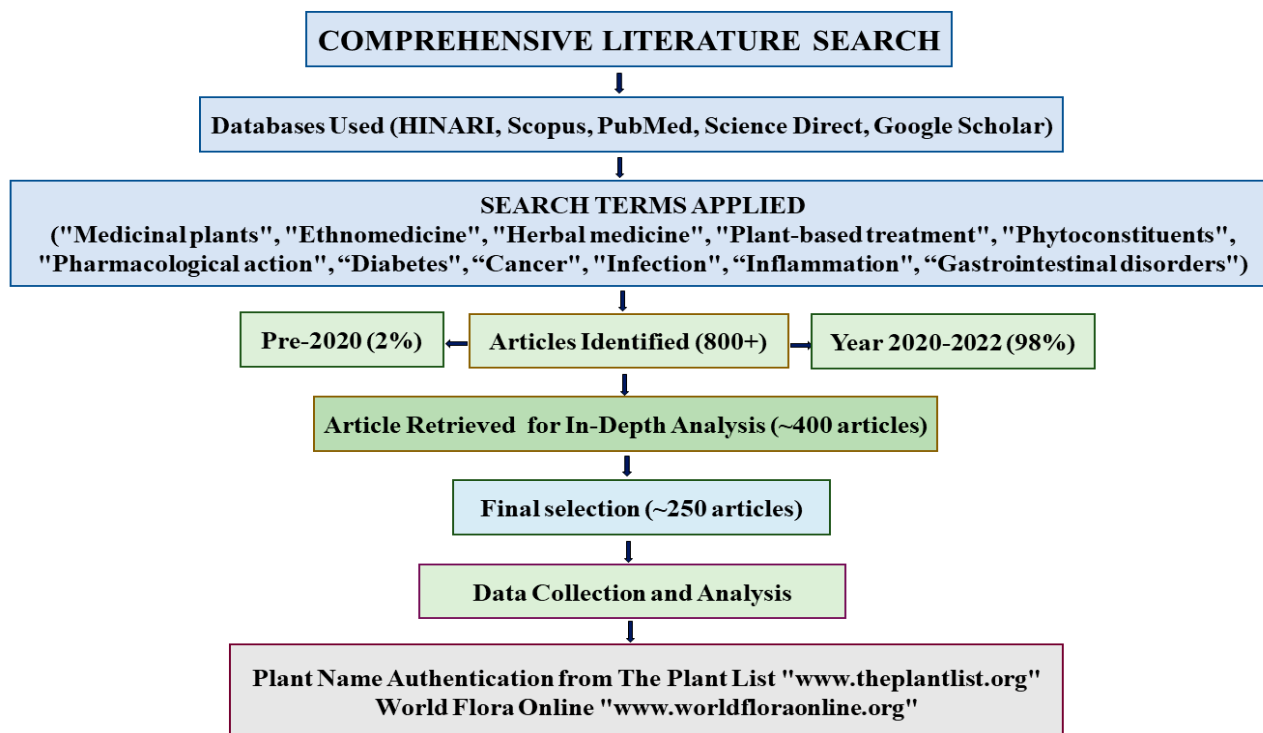 COMPREHENSIVE LITERATURE SEARCH
Databases Used (HINARI, Scopus, PubMed, Science Direct, Google Scholar)
SEARCH TERMS APPLIED
("Medicinal plants", "Ethnomedicine", "Herbal medicine", "Plant-based treatment", "Phytoconstituents",
"Pharmacological action", “Diabetes”, “Cancer", "Infection", “Inflammation”, “Gastrointestinal disorders”)
Pre-2020 (2%)
Articles Identified (800+)
Year 2020-2022 (98%)
Article Retrieved for In-Depth Analysis (~400 articles)
Final selection (~250 articles)
Data Collection and Analysis
Plant Name Authentication from The Plant List "www.theplantlist.org"
World Flora Online "www.worldfloraonline.org"